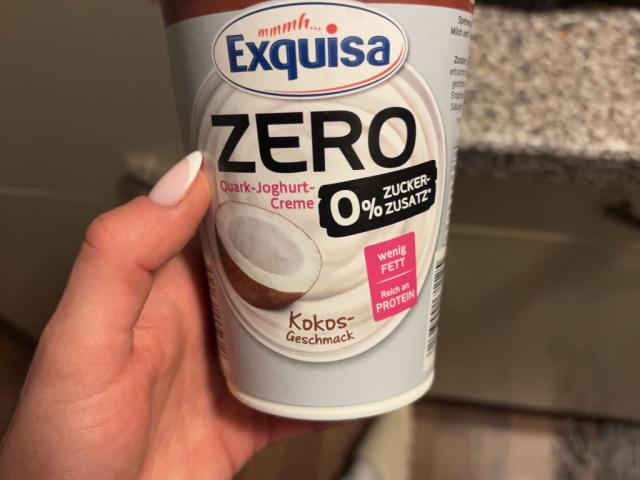 mmmh...
Exquisa
ZERO
Quark-Joghurt-
Creme
0% ZUCKER-
ZUSATZ*
wenig
FETT
Reich an
PROTEIN
Kokos-
Geschmack